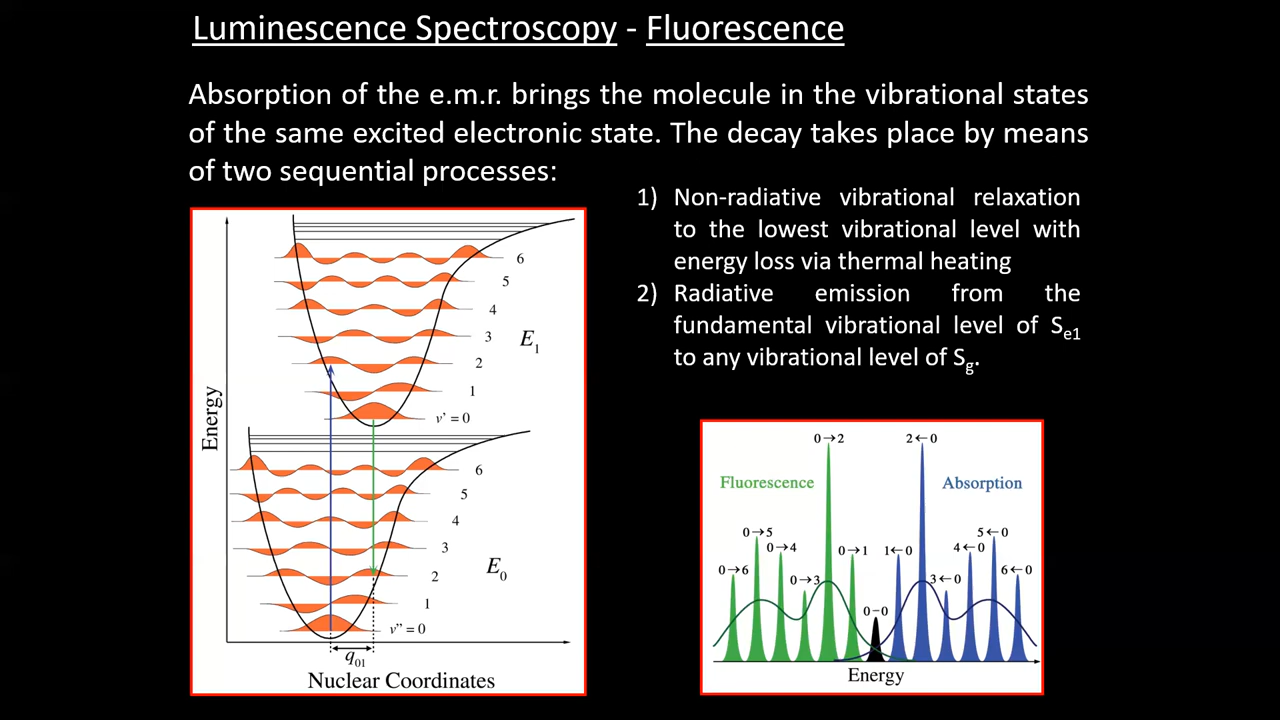 Luminescence Spectroscopy - Fluorescence
Absorption of the e.m.r. brings the molecule in the vibrational states
of the same excited electronic state. The decay takes place by means
of two sequential processes:
1) Non-radiative vibrational relaxation
to the lowest vibrational level with
energy loss via thermal heating
2) Radiative emission from the
fundamental vibrational level of Se1
to any vibrational level of Sg.
Energy
6
5
4
3
E1
2
1
v' = 0
6
5
4
3
E0
2
1
v'' = 0
q01
Nuclear Coordinates
0→2
2←0
Fluorescence
Absorption
0→5
5←0
0→4
0→1
1←0
4←0
0→6
0→3
3←0
6←0
0–0
Energy